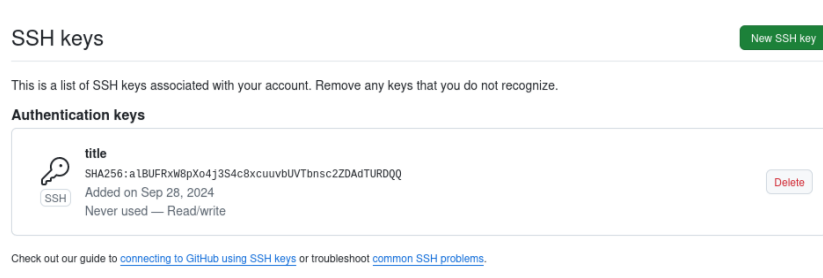 SSH keys
New SSH key
This is a list of SSH keys associated with your account. Remove any keys that you do not recognize.
Authentication keys
title
SHA256:alBUFRxW8pXo4j3S4c8xcuuvbUVTbnsc2ZDAdTURDQQ
SSH
Added on Sep 28, 2024
Never used — Read/write
Delete
Check out our guide to connecting to GitHub using SSH keys or troubleshoot common SSH problems.